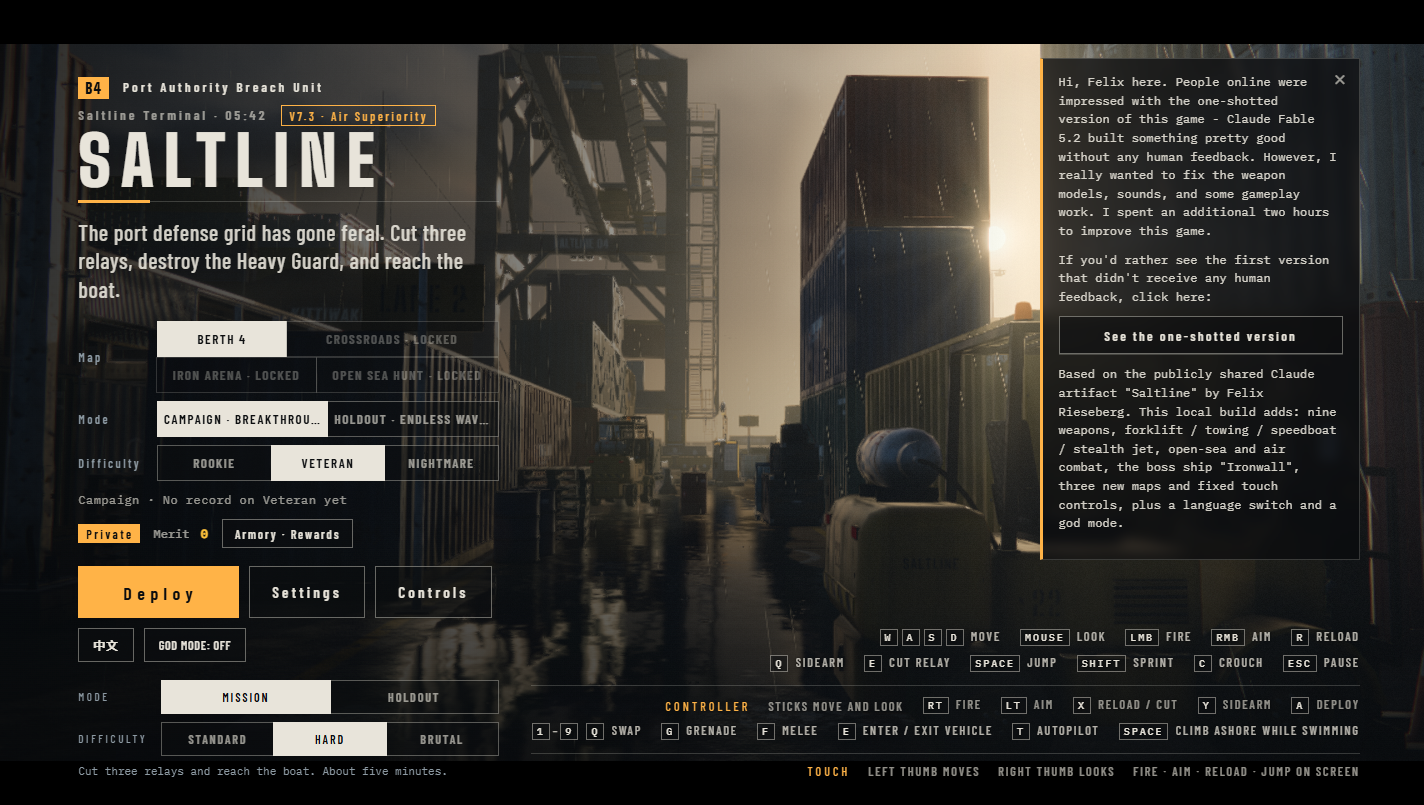 B4 Port Authority Breach Unit
Saltline Terminal · 05:42 V7.3 · Air Superiority
SALTLINE
The port defense grid has gone feral. Cut three
relays, destroy the Heavy Guard, and reach the
boat.
Map BERTH 4 CROSSROADS · LOCKED
IRON ARENA · LOCKED OPEN SEA HUNT · LOCKED
Mode CAMPAIGN · BREAKTHROU… HOLDOUT · ENDLESS WAV…
Difficulty ROOKIE VETERAN NIGHTMARE
Campaign · No record on Veteran yet
Private Merit 0 Armory · Rewards
Deploy Settings Controls
中文 GOD MODE: OFF
MODE MISSION HOLDOUT
DIFFICULTY STANDARD HARD BRUTAL
Cut three relays and reach the boat. About five minutes.
Hi, Felix here. People online were ×
impressed with the one-shotted
version of this game - Claude Fable
5.2 built something pretty good
without any human feedback. However, I
really wanted to fix the weapon
models, sounds, and some gameplay
work. I spent an additional two hours
to improve this game.
If you'd rather see the first version
that didn't receive any human
feedback, click here:
See the one-shotted version
Based on the publicly shared Claude
artifact "Saltline" by Felix
Rieseberg. This local build adds: nine
weapons, forklift / towing / speedboat
/ stealth jet, open-sea and air
combat, the boss ship "Ironwall",
three new maps and fixed touch
controls, plus a language switch and a
god mode.
W A S D MOVE MOUSE LOOK LMB FIRE RMB AIM R RELOAD
Q SIDEARM E CUT RELAY SPACE JUMP SHIFT SPRINT C CROUCH ESC PAUSE
CONTROLLER STICKS MOVE AND LOOK RT FIRE LT AIM X RELOAD / CUT Y SIDEARM A DEPLOY
1-9 Q SWAP G GRENADE F MELEE E ENTER / EXIT VEHICLE T AUTOPILOT SPACE CLIMB ASHORE WHILE SWIMMING
TOUCH LEFT THUMB MOVES RIGHT THUMB LOOKS FIRE · AIM · RELOAD · JUMP ON SCREEN
SALTLINE